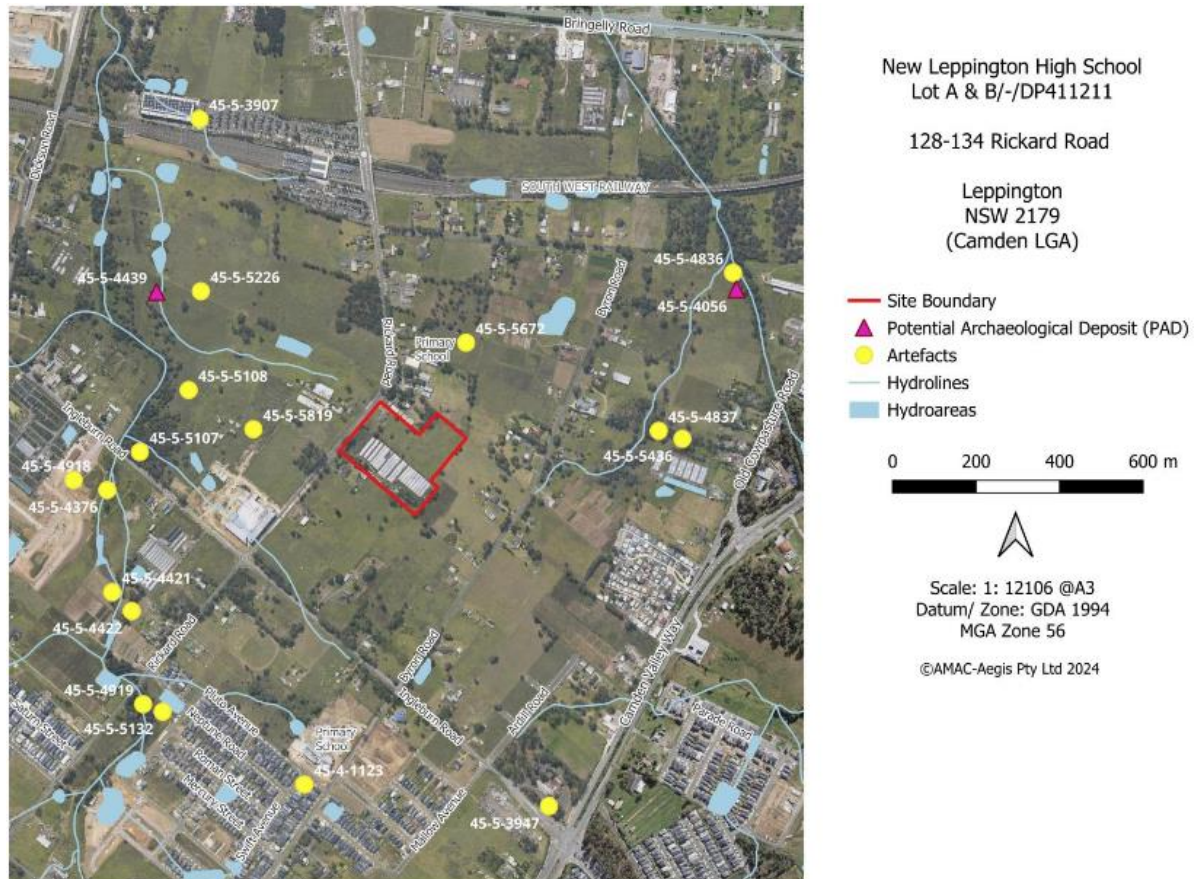 Bringelly Road
45-5-3907
Dickson Road
SOUTH WEST RAILWAY
45-5-4836
45-5-4439
45-5-5226
45-5-4056
Byron Road
Rickard Road
45-5-5672
Primary
School
45-5-5108
45-5-5819
45-5-4837
Ingleburn Road
45-5-5107
45-5-5436
Old Cowpasture Road
45-5-4918
45-5-4376
45-5-4421
45-5-4422
Rickard Road
45-5-4919
45-5-5132
Pluto Avenue
Neptune Road
Roman Street
Mercury Street
Swift Avenue
Primary
School
45-4-1123
Byron Road
Ingleburn Road
Camden Valley Way
Parade Road
45-5-3947
New Leppington High School
Lot A & B/-/DP411211
128-134 Rickard Road
Leppington
NSW 2179
(Camden LGA)
Site Boundary
Potential Archaeological Deposit (PAD)
Artefacts
Hydrolines
Hydroareas
0 200 400 600 m
Scale: 1: 12106 @A3
Datum/ Zone: GDA 1994
MGA Zone 56
©AMAC-Aegis Pty Ltd 2024